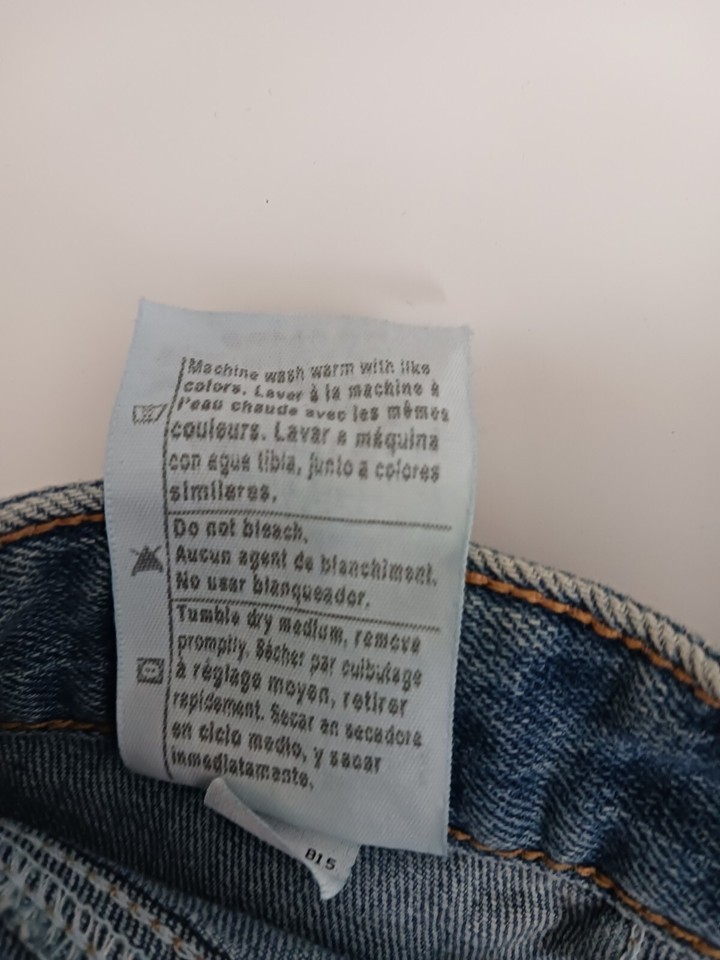 Machine wash warm with like
colors. Laver à la machine à
l'eau chaude avec les mêmes
couleurs. Lavar a máquina
con agua tibia, junto a colores
similares.
Do not bleach.
Aucun agent de blanchiment.
No usar blanqueador.
Tumble dry medium, remove
promptly. Sécher par culbutage
à réglage moyen, retirer
rapidement. Secar en secadora
en ciclo medio, y sacar
inmediatamente.
B15